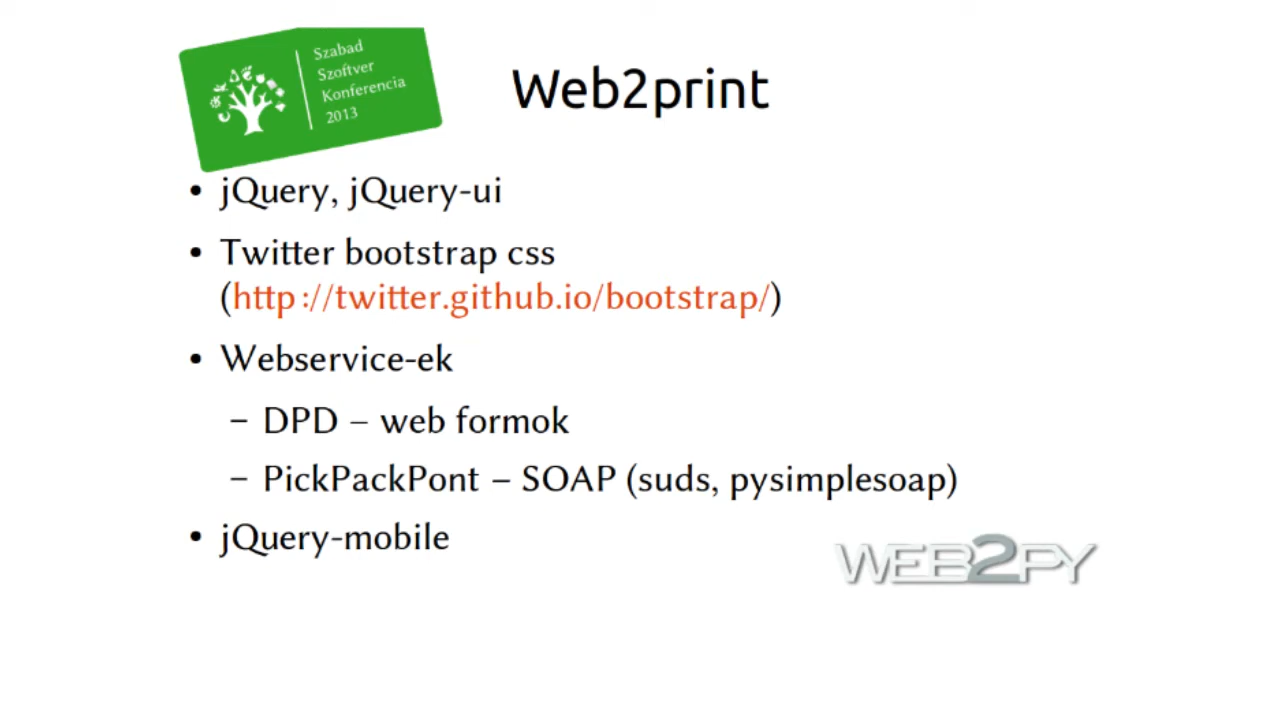 Szabad
Szoftver
Konferencia
2013
Web2print
• jQuery, jQuery-ui
• Twitter bootstrap css
(http://twitter.github.io/bootstrap/)
• Webservice-ek
– DPD – web formok
– PickPackPont – SOAP (suds, pysimplesoap)
• jQuery-mobile
WEB2PY